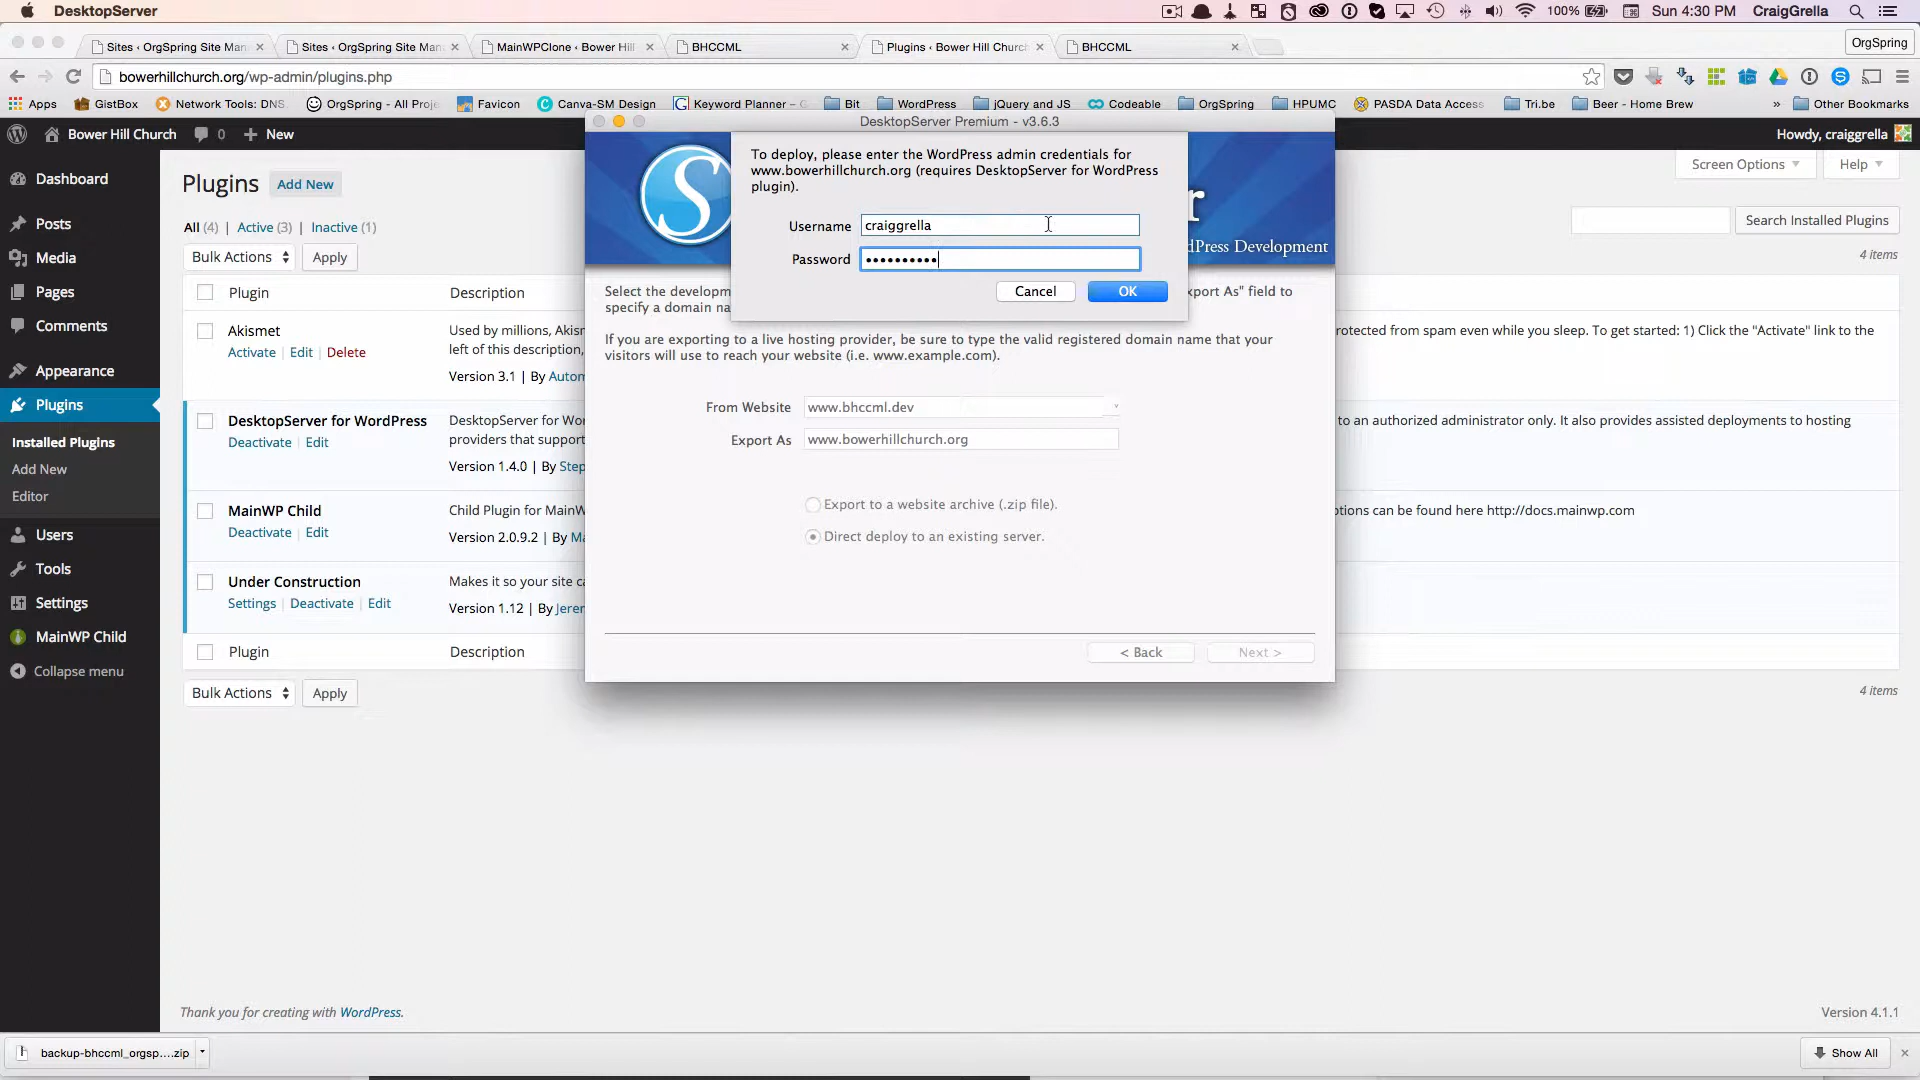 DesktopServer
100%
Sun 4:30 PM
CraigGrella
Sites ‹ OrgSpring Site Man
Sites ‹ OrgSpring Site Man
MainWPClone ‹ Bower Hill
BHCCML
Plugins ‹ Bower Hill Church
BHCCML
OrgSpring
bowerhillchurch.org/wp-admin/plugins.php
Apps
GistBox
Network Tools: DNS
OrgSpring - All Proje
Favicon
Canva-SM Design
Keyword Planner – G
Bit
WordPress
jQuery and JS
Codeable
OrgSpring
HPUMC
PASDA Data Access
Tri.be
Beer - Home Brew
»
Other Bookmarks
Bower Hill Church
0
New
Howdy, craiggrella
Dashboard
Posts
Media
Pages
Comments
Appearance
Plugins
Installed Plugins
Add New
Editor
Users
Tools
Settings
MainWP Child
Collapse menu
Plugins Add New
Screen Options
Help
All (4) | Active (3) | Inactive (1)
Search Installed Plugins
Bulk Actions Apply
4 items
Plugin Description
Akismet
Activate | Edit | Delete
Used by millions, Akis
left of this description,
Version 3.1 | By Autom
rotected from spam even while you sleep. To get started: 1) Click the "Activate" link to the
DesktopServer for WordPress
Deactivate | Edit
DesktopServer for Wor
providers that support
Version 1.4.0 | By Step
to an authorized administrator only. It also provides assisted deployments to hosting
MainWP Child
Deactivate | Edit
Child Plugin for MainW
Version 2.0.9.2 | By Ma
tions can be found here http://docs.mainwp.com
Under Construction
Settings | Deactivate | Edit
Makes it so your site ca
Version 1.12 | By Jerer
Plugin Description
Bulk Actions Apply
4 items
DesktopServer Premium - v3.6.3
S
r
dPress Development
To deploy, please enter the WordPress admin credentials for
www.bowerhillchurch.org (requires DesktopServer for WordPress
plugin).
Username craiggrella
Password ••••••••••
Cancel OK
Select the developm
specify a domain na
xport As" field to
If you are exporting to a live hosting provider, be sure to type the valid registered domain name that your
visitors will use to reach your website (i.e. www.example.com).
From Website www.bhccml.dev
Export As www.bowerhillchurch.org
Export to a website archive (.zip file).
Direct deploy to an existing server.
< Back Next >
Thank you for creating with WordPress.
Version 4.1.1
backup-bhccml_orgsp....zip
Show All